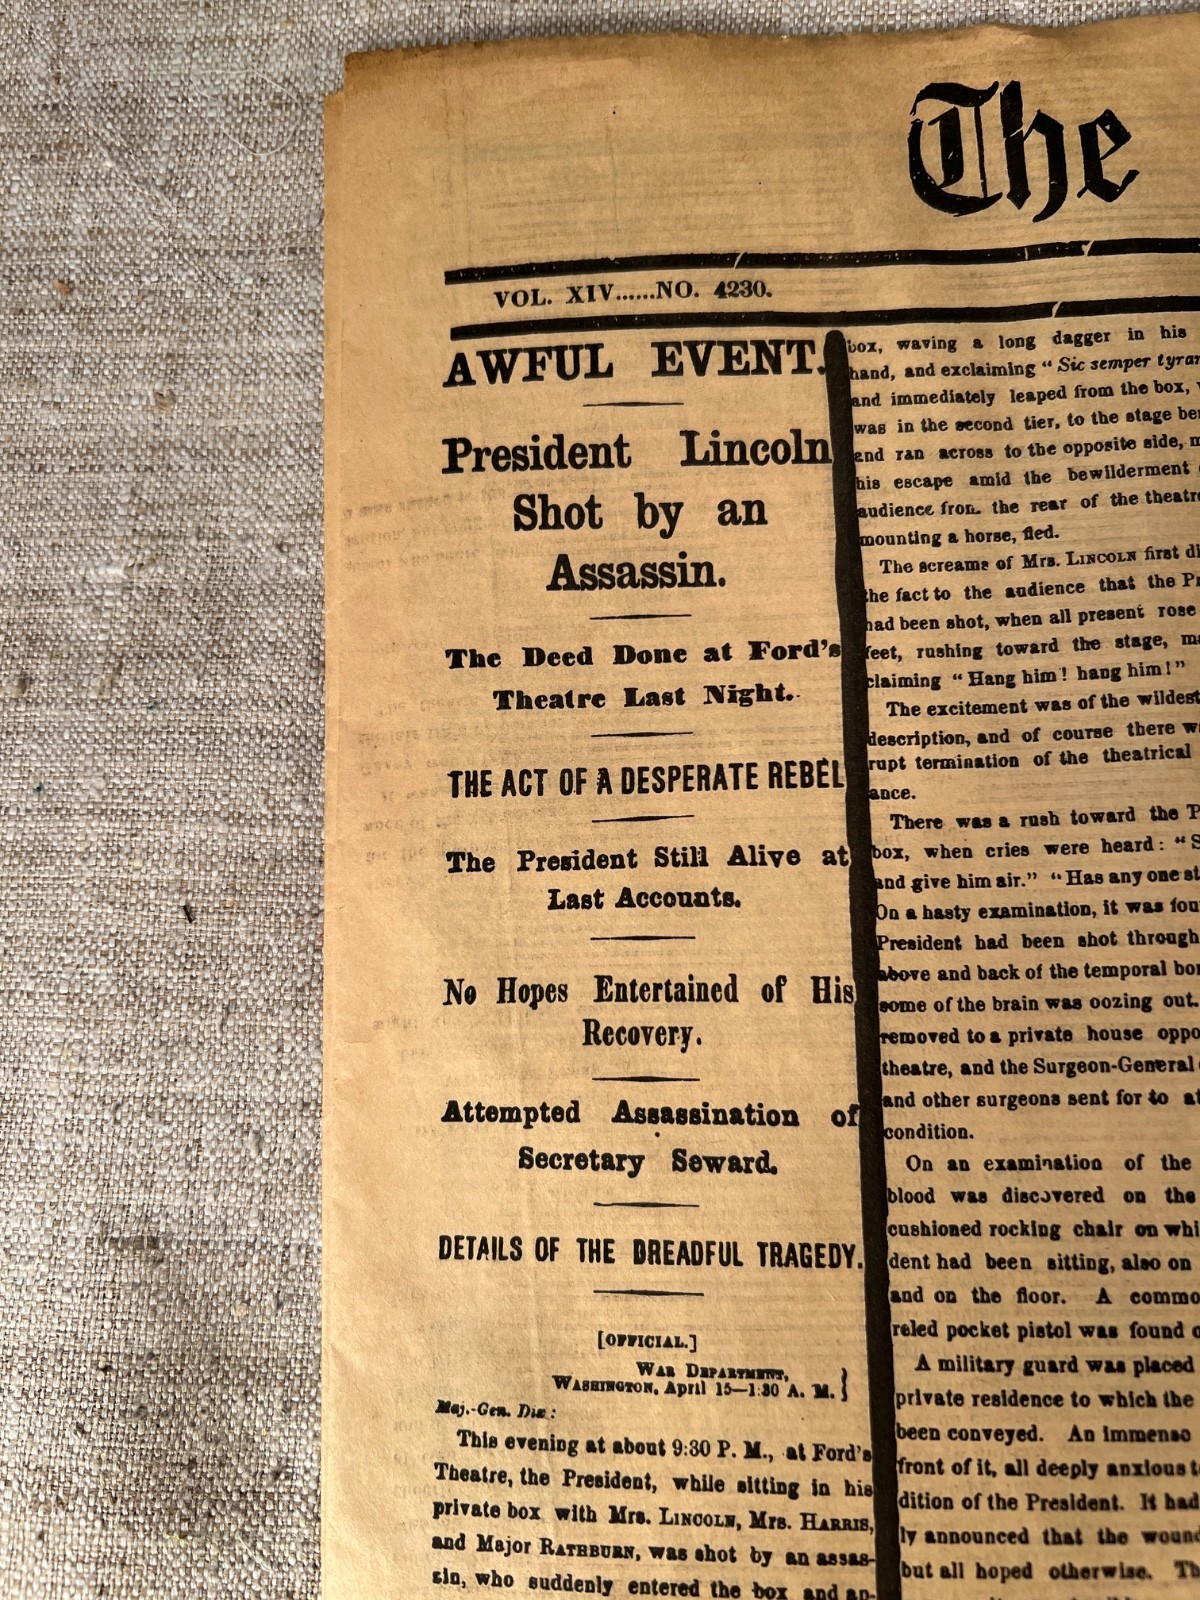 The
VOL. XIV......NO. 4230.
AWFUL EVENT.
President Lincoln
Shot by an
Assassin.
The Deed Done at Ford's
Theatre Last Night.
THE ACT OF A DESPERATE REBEL
The President Still Alive at
Last Accounts.
No Hopes Entertained of His
Recovery.
Attempted Assassination of
Secretary Seward.
DETAILS OF THE DREADFUL TRAGEDY.
[OFFICIAL.]
WAR DEPARTMENT,
WASHINGTON, April 15—1:30 A. M. }
Maj.-Gen. Dix:
This evening at about 9:30 P. M., at Ford's
Theatre, the President, while sitting in his
private box with Mrs. LINCOLN, Mrs. HARRIS,
and Major RATHBURN, was shot by an assas-
sin, who suddenly entered the box and ap-
box, waving a long dagger in his
hand, and exclaiming "Sic semper
and immediately leaped from the box,
was in the second tier, to the stage
and ran across to the opposite side,
his escape amid the bewilderment
audience from the rear of the theatre
mounting a horse, fled.
The screams of Mrs. LINCOLN first
the fact to the audience that the
had been shot, when all present rose
feet, rushing toward the stage,
claiming "Hang him! hang him!"
The excitement was of the wildest
description, and of course there
rupt termination of the theatrical
ance.
There was a rush toward the
box, when cries were heard: "
and give him air." "Has any one
On a hasty examination, it was
President had been shot through
above and back of the temporal
some of the brain was oozing out.
removed to a private house
theatre, and the Surgeon-General
and other surgeons sent for to
condition.
On an examination of the
blood was discovered on the
cushioned rocking chair on
dent had been sitting, also on
and on the floor. A
reled pocket pistol was found
A military guard was placed
private residence to which the
been conveyed. An immense
front of it, all deeply anxious
dition of the President. It had
ly announced that the
but all hoped otherwise.